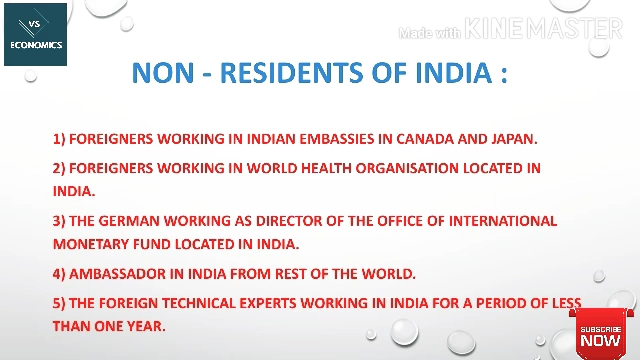 VS
ECONOMICS
Made with KINEMASTER
NON - RESIDENTS OF INDIA :
1) FOREIGNERS WORKING IN INDIAN EMBASSIES IN CANADA AND JAPAN.
2) FOREIGNERS WORKING IN WORLD HEALTH ORGANISATION LOCATED IN
INDIA.
3) THE GERMAN WORKING AS DIRECTOR OF THE OFFICE OF INTERNATIONAL
MONETARY FUND LOCATED IN INDIA.
4) AMBASSADOR IN INDIA FROM REST OF THE WORLD.
5) THE FOREIGN TECHNICAL EXPERTS WORKING IN INDIA FOR A PERIOD OF LESS
THAN ONE YEAR.
SUBSCRIBE
NOW